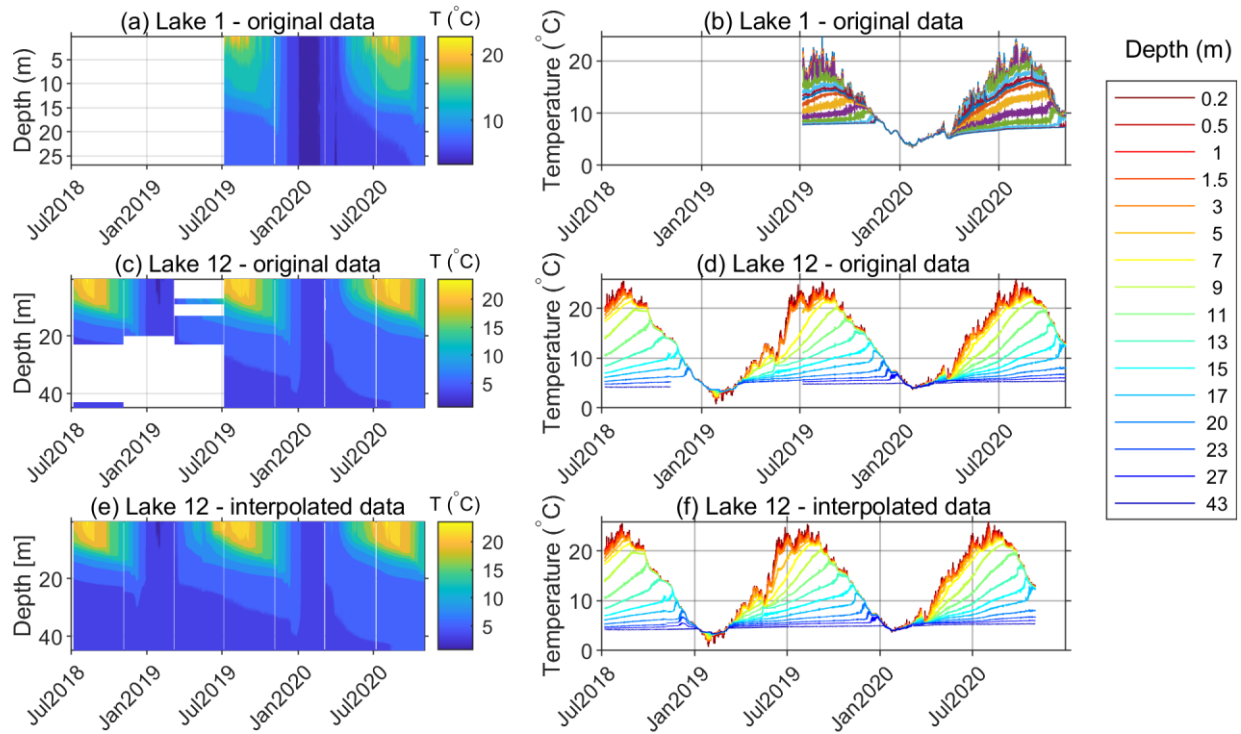 (a) Lake 1 - original data
T (°C)
Depth (m)
5
10
15
20
25
20
10
Jul2018
Jan2019
Jul2019
Jan2020
Jul2020
(b) Lake 1 - original data
Temperature (°C)
20
10
0
Jul2018
Jan2019
Jul2019
Jan2020
Jul2020
Depth (m)
0.2
0.5
1
1.5
3
5
7
9
11
13
15
17
20
23
27
43
(c) Lake 12 - original data
T (°C)
Depth [m]
20
40
20
15
10
5
Jul2018
Jan2019
Jul2019
Jan2020
Jul2020
(d) Lake 12 - original data
Temperature (°C)
20
10
0
Jul2018
Jan2019
Jul2019
Jan2020
Jul2020
(e) Lake 12 - interpolated data
T (°C)
Depth [m]
20
40
20
15
10
5
Jul2018
Jan2019
Jul2019
Jan2020
Jul2020
(f) Lake 12 - interpolated data
Temperature (°C)
20
10
0
Jul2018
Jan2019
Jul2019
Jan2020
Jul2020